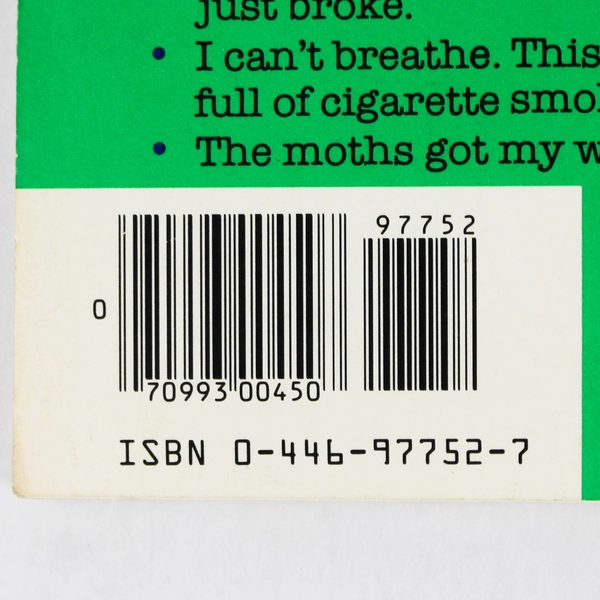 just broke.
• I can't breathe. This
full of cigarette
• The moths got my
97752
0
70993 00450
ISBN 0-446-97752-7